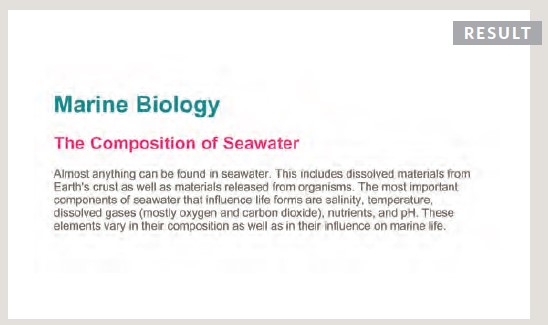 RESULT
Marine Biology
The Composition of Seawater
Almost anything can be found in seawater. This includes dissolved materials from
Earth's crust as well as materials released from organisms. The most important
components of seawater that influence life forms are salinity, temperature,
dissolved gases (mostly oxygen and carbon dioxide), nutrients, and pH. These
elements vary in their composition as well as in their influence on marine life.